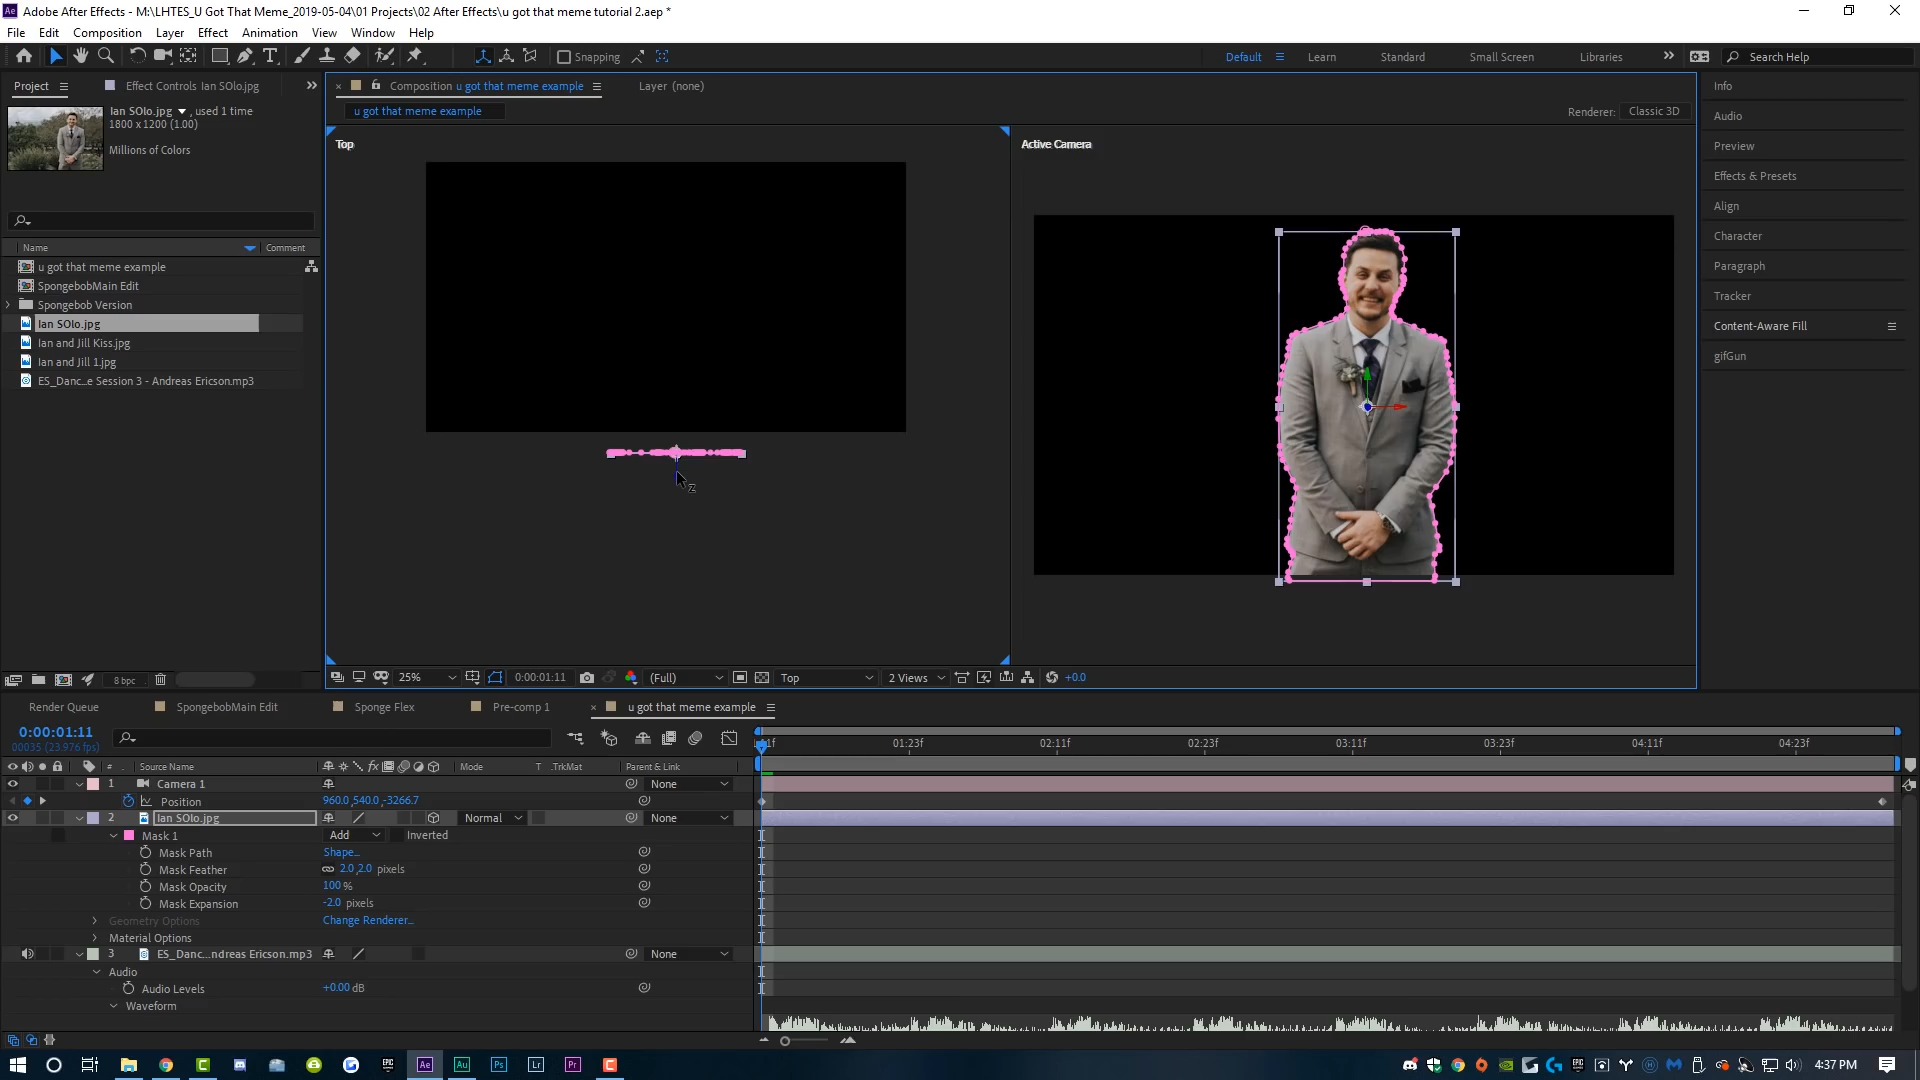 Adobe After Effects - M:\LHTES_U Got That Meme_2019-05-04\01 Projects\02 After Effects\u got that meme tutorial 2.aep *
File Edit Composition Layer Effect Animation View Window Help
Snapping
Default Learn Standard Small Screen Libraries Search Help
Project Effect Controls Ian SOlo.jpg
Composition u got that meme example Layer (none)
Ian SOlo.jpg , used 1 time
1800 x 1200 (1.00)
Millions of Colors
u got that meme example
Renderer: Classic 3D
Top
Active Camera
Name Comment
u got that meme example
SpongebobMain Edit
Spongebob Version
Ian SOlo.jpg
Ian and Jill Kiss.jpg
Ian and Jill 1.jpg
ES_Danc...e Session 3 - Andreas Ericson.mp3
z
Info
Audio
Preview
Effects & Presets
Align
Character
Paragraph
Tracker
Content-Aware Fill
gifGun
8 bpc
25% 0:00:01:11 (Full) Top 2 Views +0.0
Render Queue SpongebobMain Edit Sponge Flex Pre-comp 1 u got that meme example
0:00:01:11
00035 (23.976 fps)
01:23f 02:11f 02:23f 03:11f 03:23f 04:11f 04:23f
# Source Name Mode T .TrkMat Parent & Link
1 Camera 1 None
Position 960.0,540.0,-3266.7
2 Ian SOlo.jpg Normal None
Mask 1 Add Inverted
Mask Path Shape...
Mask Feather 2.0,2.0 pixels
Mask Opacity 100 %
Mask Expansion -2.0 pixels
Geometry Options Change Renderer...
Material Options
3 ES_Danc...ndreas Ericson.mp3 None
Audio
Audio Levels +0.00 dB
Waveform
Ae Au Ps Lr Pr C
4:37 PM